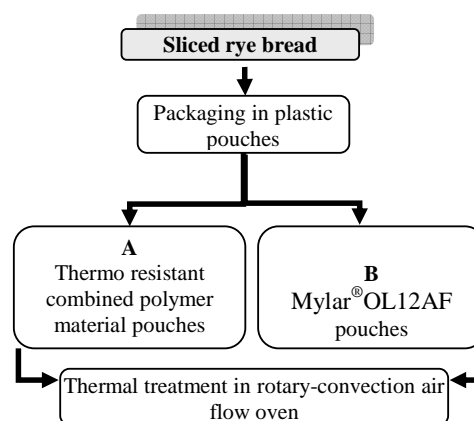 Sliced rye bread
Packaging in plastic
pouches
A
Thermo resistant
combined polymer
material pouches
B
Mylar®OL12AF
pouches
Thermal treatment in rotary-convection air
flow oven